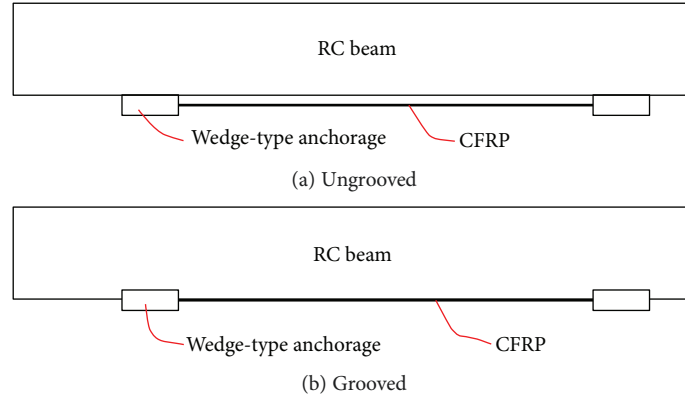 RC beam
Wedge-type anchorage
CFRP
(a) Ungrooved
RC beam
Wedge-type anchorage
CFRP
(b) Grooved